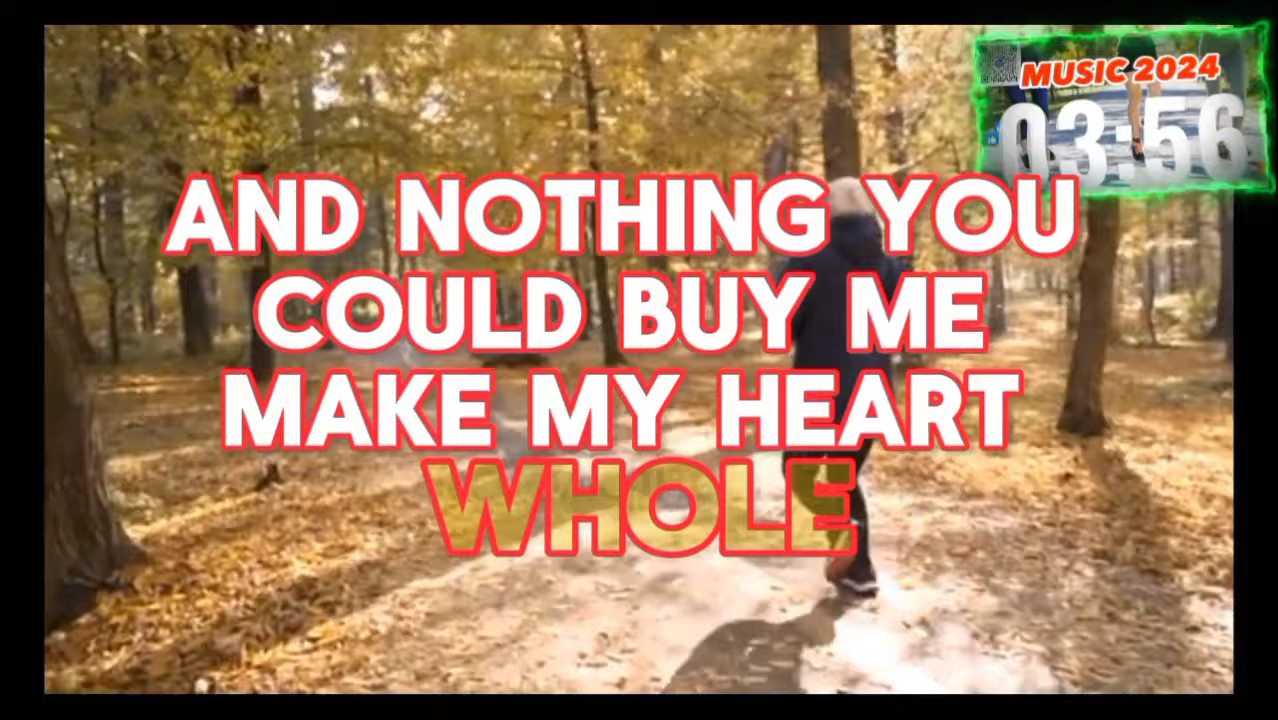 MUSIC 2024
03:56
AND NOTHING YOU
COULD BUY ME
MAKE MY HEART
WHOLE